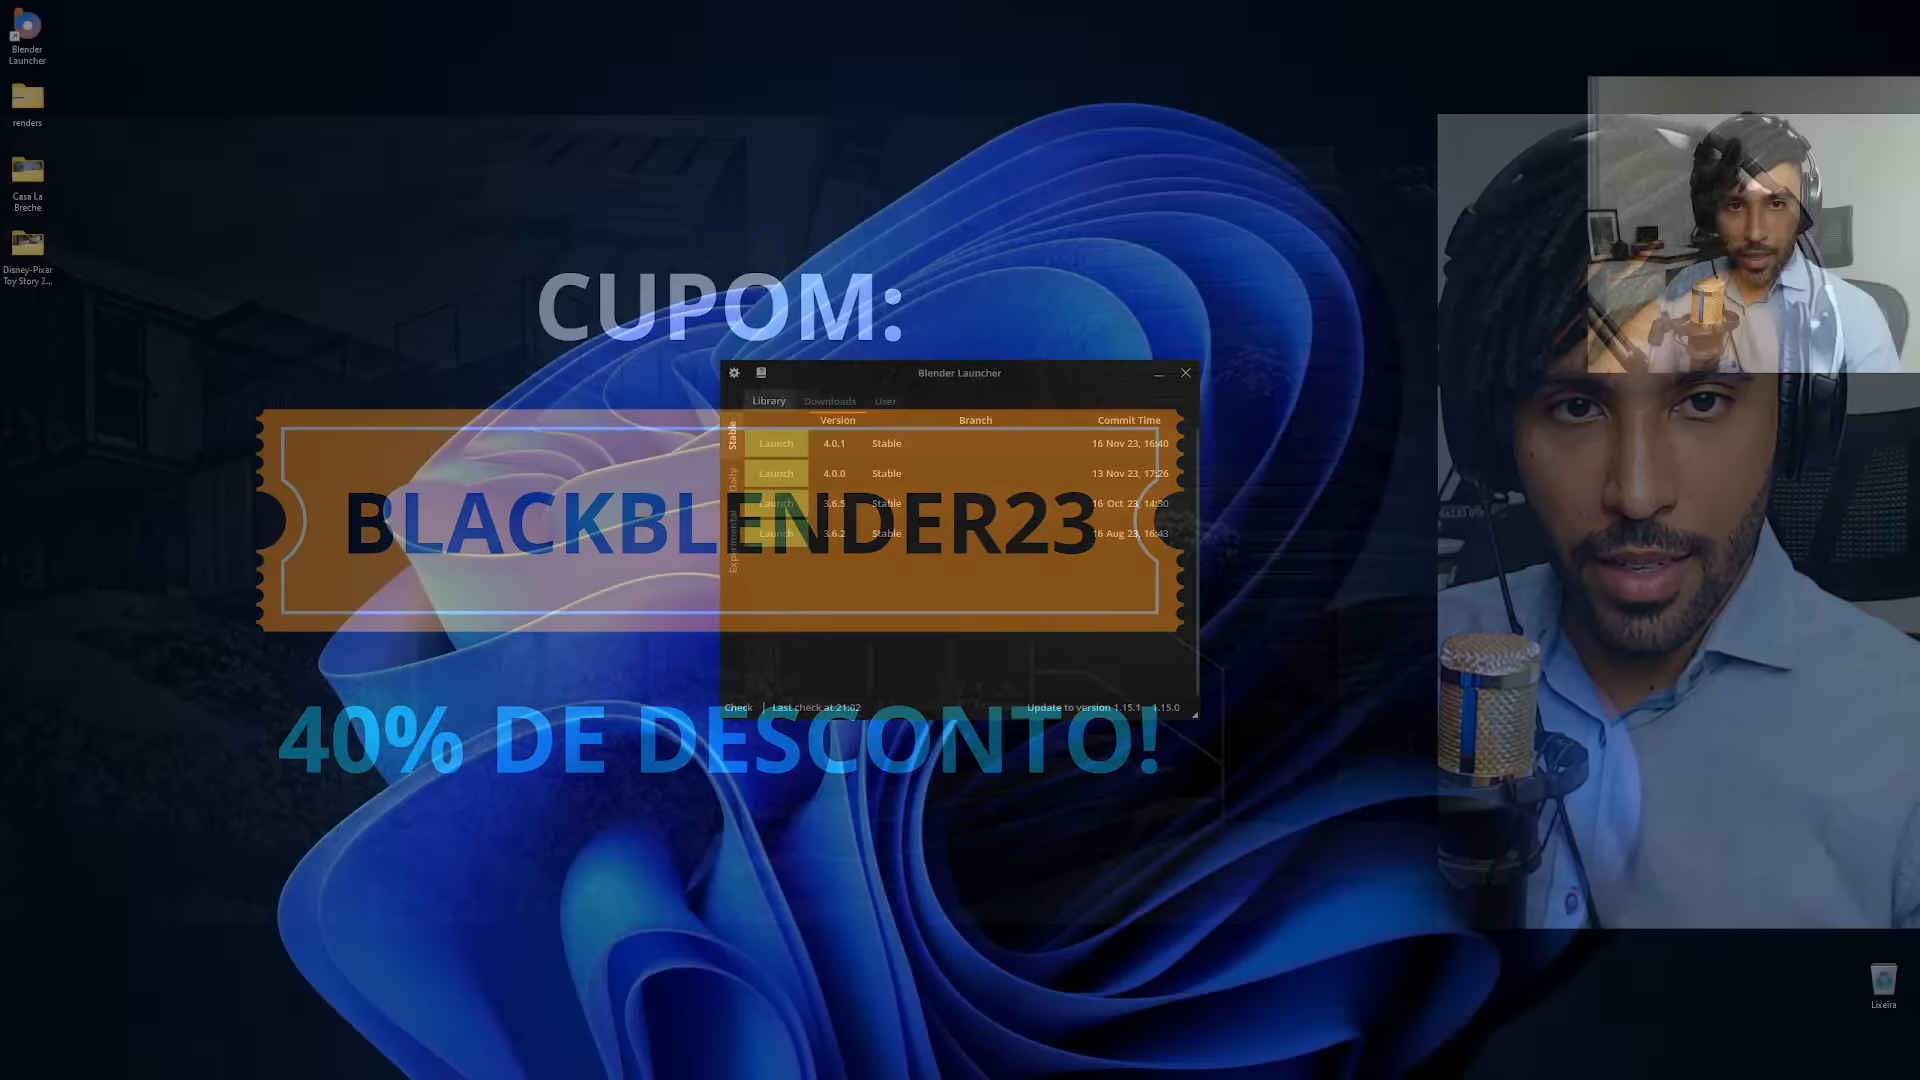 Blender
Launcher
renders
Casa La
Breche
Disney-Pixar
Toy Story 2...
CUPOM:
BLACKBLENDER23
40% DE DESCONTO!
Blender Launcher
Library Downloads User
Version Branch Commit Time
Stable
Daily
Experimental
Launch 4.0.1 Stable 16 Nov 23, 16:40
Launch 4.0.0 Stable 13 Nov 23, 17:26
Launch 3.6.5 Stable 16 Oct 23, 14:30
Launch 3.6.2 Stable 16 Aug 23, 16:43
Check | Last check at 21:02 Update to version 1.15.1 1.15.0
Lixeira